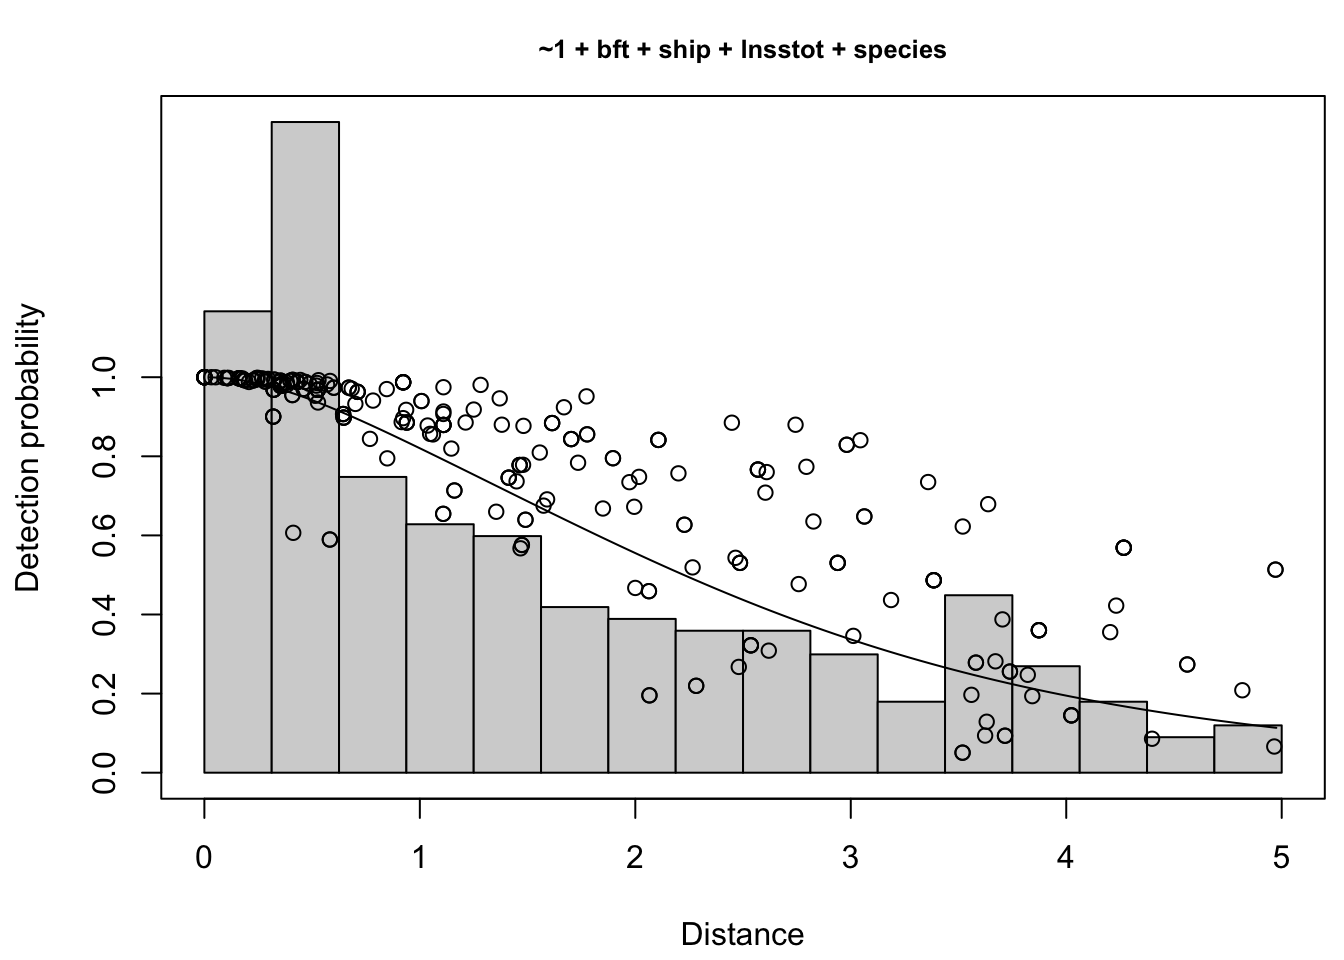 ~1 + bft + ship + lnsstot + species
Detection probability
1.0
0.8
0.6
0.4
0.2
0.0
0 1 2 3 4 5
Distance